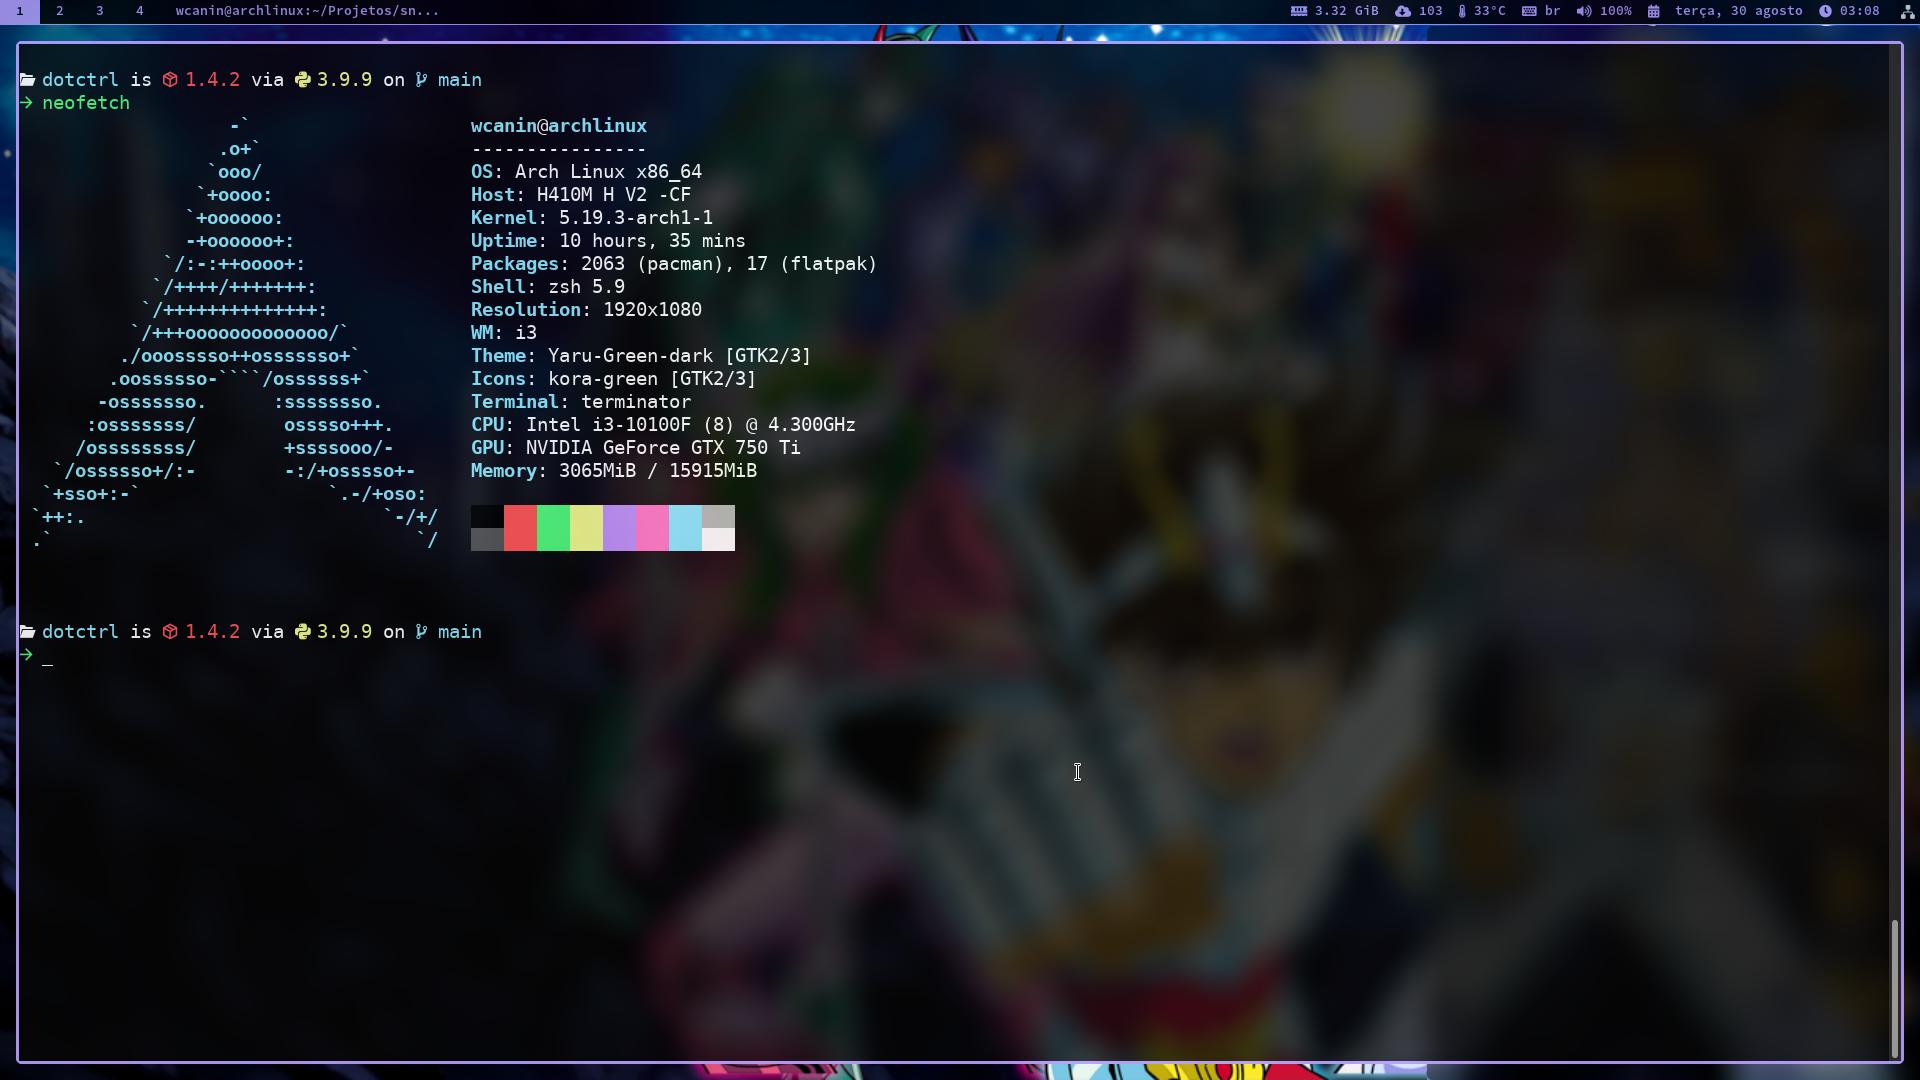 1 2 3 4 wcanin@archlinux:~/Projetos/sn... 3.32 GiB 103 33°C br 100% terça, 30 agosto 03:08
dotctrl is 1.4.2 via 3.9.9 on main
→ neofetch
-`
.o+`
`ooo/
`+oooo:
`+oooooo:
-+oooooo+:
`/:-:++oooo+:
`/++++/+++++++:
`/++++++++++++++:
`/+++ooooooooooooo/`
./ooosssso++osssssso+`
.oossssso-````/ossssss+`
-osssssso.      :ssssssso.
:osssssss/        osssso+++.
/ossssssss/        +ssssooo/-
`/ossssso+/:-        -:/+osssso+-
`+sso+:-`                 `.-/+oso:
`++:.                           `-/+/
.`                                 `/
wcanin@archlinux
----------------
OS: Arch Linux x86_64
Host: H410M H V2 -CF
Kernel: 5.19.3-arch1-1
Uptime: 10 hours, 35 mins
Packages: 2063 (pacman), 17 (flatpak)
Shell: zsh 5.9
Resolution: 1920x1080
WM: i3
Theme: Yaru-Green-dark [GTK2/3]
Icons: kora-green [GTK2/3]
Terminal: terminator
CPU: Intel i3-10100F (8) @ 4.300GHz
GPU: NVIDIA GeForce GTX 750 Ti
Memory: 3065MiB / 15915MiB
dotctrl is 1.4.2 via 3.9.9 on main
→ _